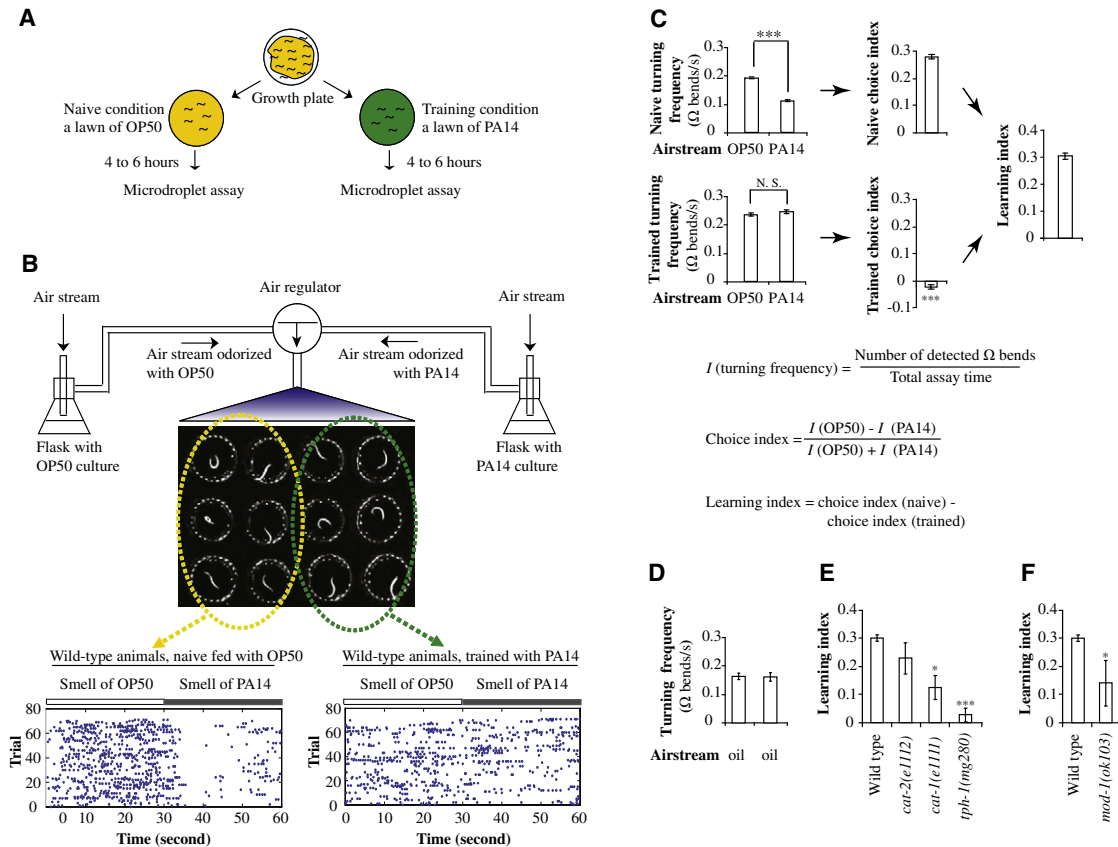 A
Growth plate
Naive condition
a lawn of OP50
Training condition
a lawn of PA14
4 to 6 hours
4 to 6 hours
Microdroplet assay
Microdroplet assay
B
Air stream
Air regulator
Air stream
Air stream odorized
with OP50
Air stream odorized
with PA14
Flask with
OP50 culture
Flask with
PA14 culture
Wild-type animals, naive fed with OP50
Smell of OP50 Smell of PA14
Trial
80
60
40
20
0
0 10 20 30 40 50 60
Time (second)
Wild-type animals, trained with PA14
Smell of OP50 Smell of PA14
Trial
80
60
40
20
0
0 10 20 30 40 50 60
Time (second)
C
Naive turning
frequency
(Ω bends/s)
0.3
0.2
0.1
0
***
Airstream OP50 PA14
Naive choice index
0.3
0.2
0.1
0
Trained turning
frequency
(Ω bends/s)
0.3
0.2
0.1
0
N. S.
Airstream OP50 PA14
Trained choice index
0.3
0.2
0.1
0
-0.1
***
Learning index
0.4
0.3
0.2
0.1
0
I (turning frequency) = Number of detected Ω bends
Total assay time
Choice index = I (OP50) - I (PA14)
I (OP50) + I (PA14)
Learning index = choice index (naive) -
choice index (trained)
D
Turning frequency
(Ω bends/s)
0.3
0.2
0.1
0
Airstream oil oil
E
Learning index
0.4
0.3
0.2
0.1
0
*
***
Wild type
cat-2(e1112)
cat-1(e1111)
tph-1(mg280)
F
Learning index
0.4
0.3
0.2
0.1
0
*
Wild type
mod-1(ok103)